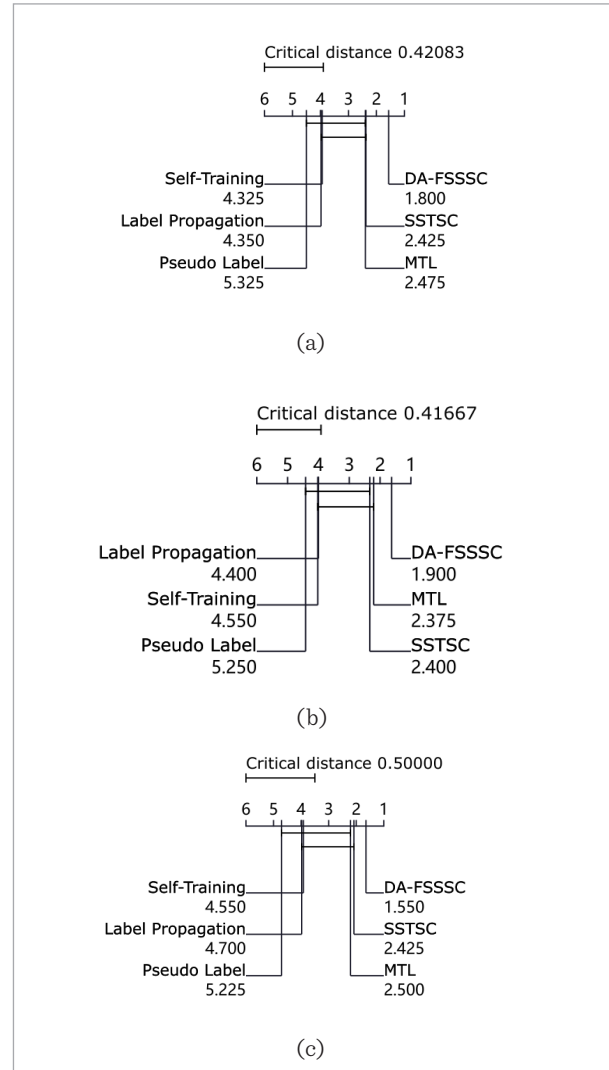 Critical distance 0.42083
6 5 4 3 2 1
Self-Training DA-FSSSC
4.325 1.800
Label Propagation SSTSC
4.350 2.425
Pseudo Label MTL
5.325 2.475
(a)
Critical distance 0.41667
6 5 4 3 2 1
Label Propagation DA-FSSSC
4.400 1.900
Self-Training MTL
4.550 2.375
Pseudo Label SSTSC
5.250 2.400
(b)
Critical distance 0.50000
6 5 4 3 2 1
Self-Training DA-FSSSC
4.550 1.550
Label Propagation SSTSC
4.700 2.425
Pseudo Label MTL
5.225 2.500
(c)